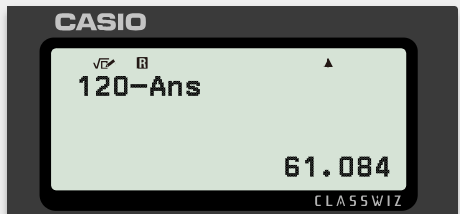 CASIO
√□ R ▲
120−Ans
61.084
CLASSWIZ